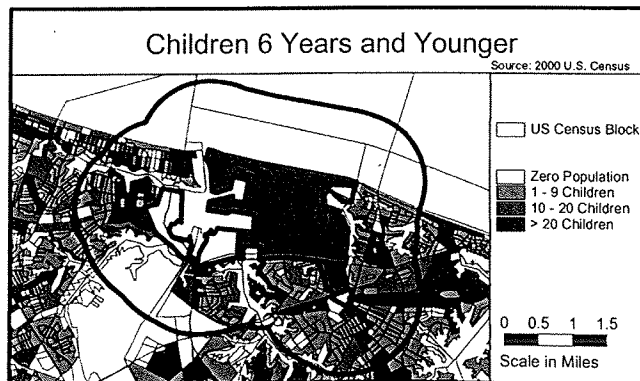 Children 6 Years and Younger
Source: 2000 U.S. Census
US Census Block
Zero Population
1 - 9 Children
10 - 20 Children
> 20 Children
0 0.5 1 1.5
Scale in Miles